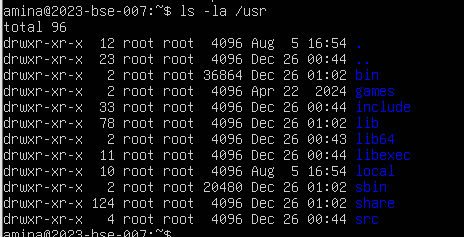 amina@2023-bse-007:~$ ls -la /usr
total 96
drwxr-xr-x  12 root root  4096 Aug  5 16:54 .
drwxr-xr-x  23 root root  4096 Dec 26 00:44 ..
drwxr-xr-x   2 root root 36864 Dec 26 01:02 bin
drwxr-xr-x   2 root root  4096 Apr 22  2024 games
drwxr-xr-x  33 root root  4096 Dec 26 00:44 include
drwxr-xr-x  78 root root  4096 Dec 26 01:02 lib
drwxr-xr-x   2 root root  4096 Dec 26 00:43 lib64
drwxr-xr-x  11 root root  4096 Dec 26 00:44 libexec
drwxr-xr-x  10 root root  4096 Aug  5 16:54 local
drwxr-xr-x   2 root root 20480 Dec 26 01:02 sbin
drwxr-xr-x 124 root root  4096 Dec 26 01:02 share
drwxr-xr-x   4 root root  4096 Dec 26 00:44 src
amina@2023-bse-007:~$